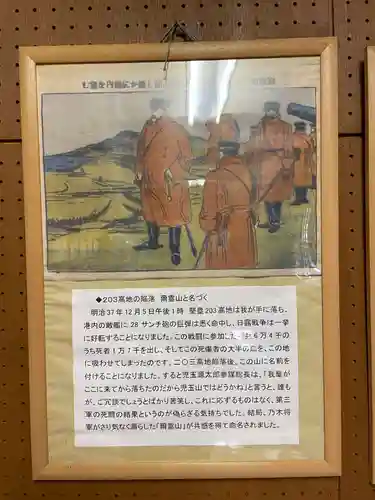 ◆203高地の陥落　爾霊山と名づく
明治37年12月5日午後1時 堅塁203高地は我が手に落ち、
港内の敵艦に28サンチ砲の巨弾は悉く命中し、日露戦争は一挙
に好転することになりました。この戦闘に参加した 6万4千の
うち死者1万7千を出し、そしてこの死傷者の大半の血を、この地
に吸わせてしまったのです。二〇三高地陥落後、この山に名前を
付けることになりました。すると児玉源太郎参謀総長は、「我輩が
ここに来てから落ちたのだから児玉山ではどうかね」と言うと、誰も
が、ご冗談でしょうとばかり苦笑し、これに応ずるものはなく、第三
軍の死闘の結果というのが偽らざる気持ちでした。結局、乃木将
軍がさり気なく漏らした「爾霊山」が共感を得て命名されました。